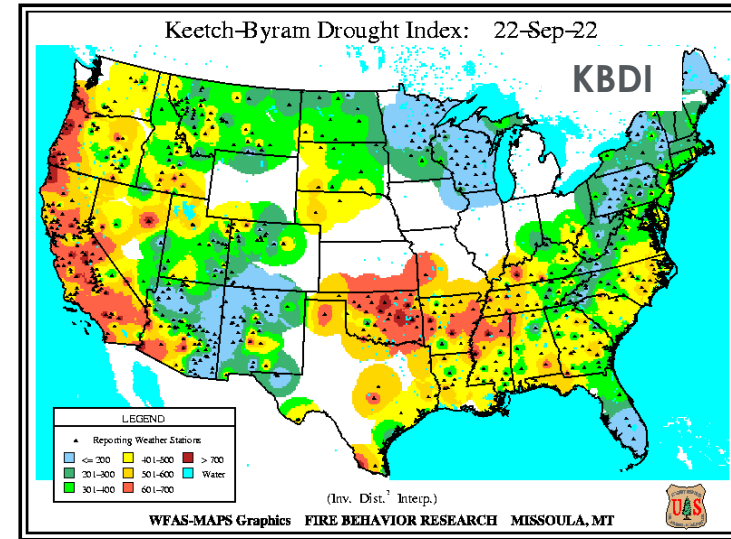 Keetch-Byram Drought Index: 22-Sep-22
KBDI
LEGEND
Reporting Weather Stations
<= 200
401-500
> 700
201-300
501-600
Water
301-400
601-700
(Inv. Dist.² Interp.)
WFAS-MAPS Graphics FIRE BEHAVIOR RESEARCH MISSOULA, MT
U S